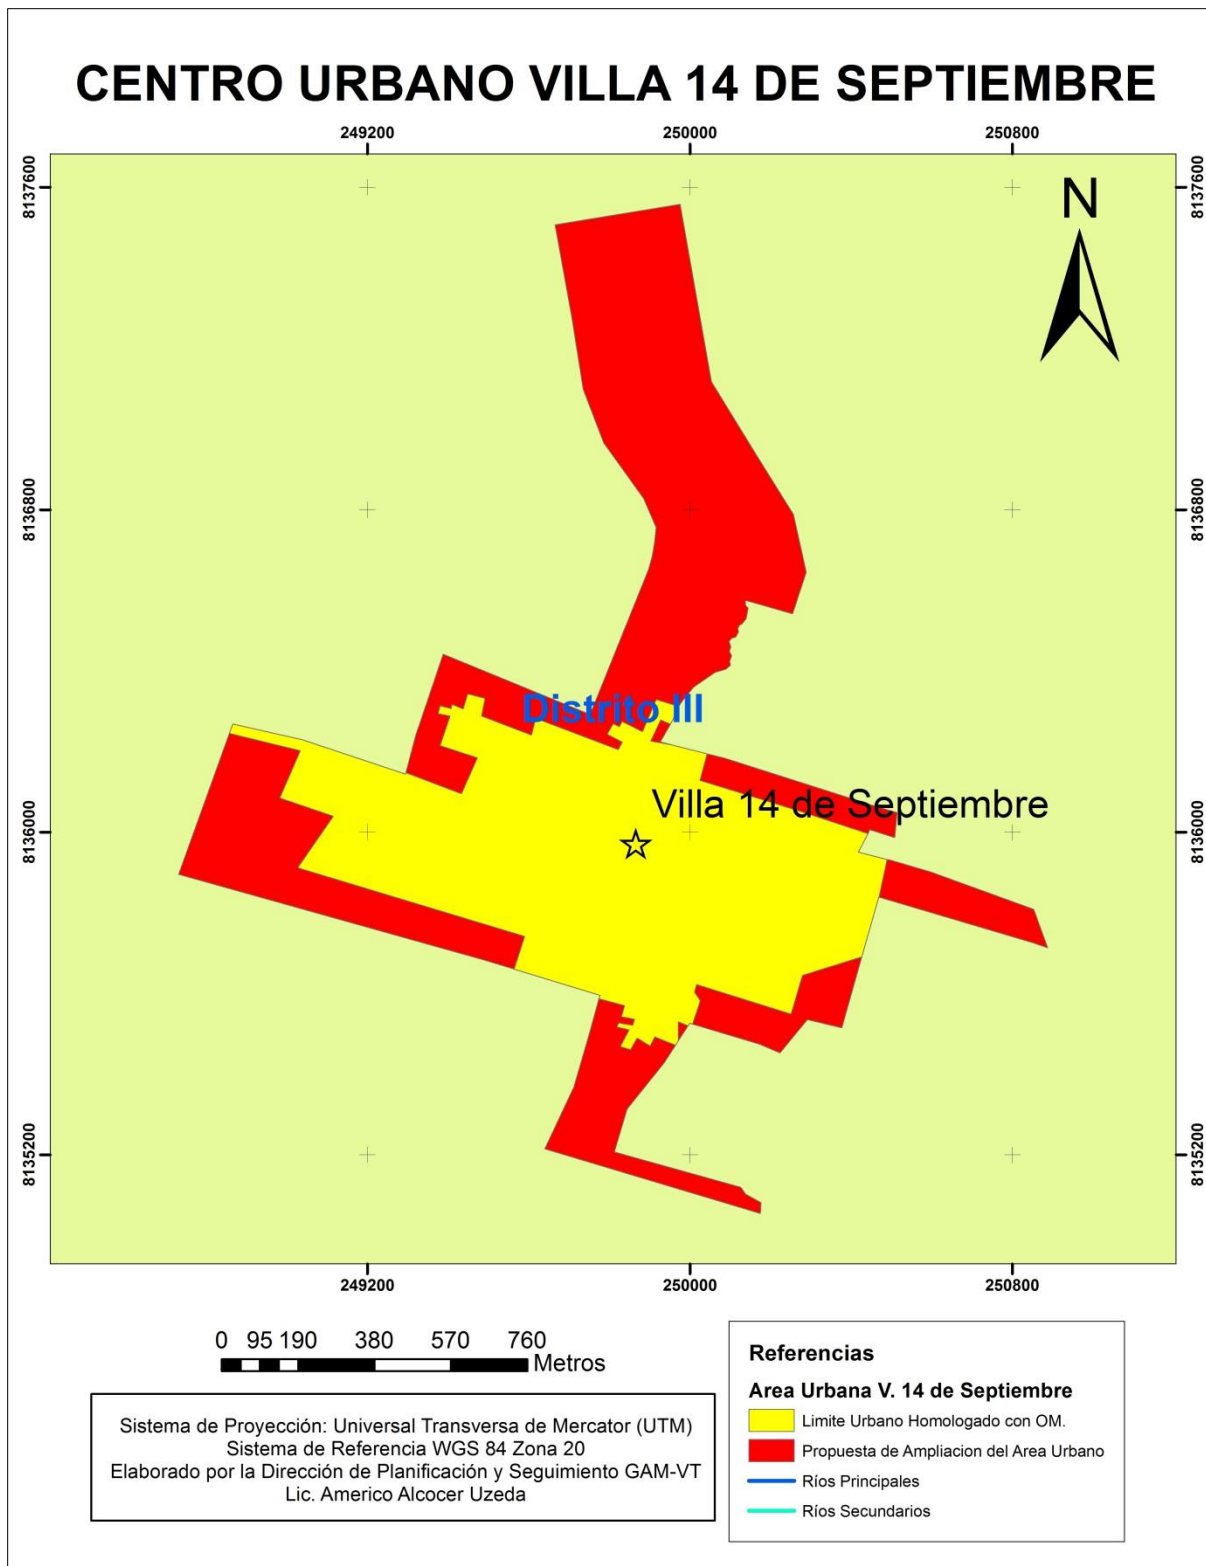 CENTRO URBANO VILLA 14 DE SEPTIEMBRE
249200 250000 250800
8137600 8137600
N
8136800 8136800
Distrito III
Villa 14 de Septiembre
8136000 8136000
8135200 8135200
249200 250000 250800
0 95 190 380 570 760
Metros
Sistema de Proyección: Universal Transversa de Mercator (UTM)
Sistema de Referencia WGS 84 Zona 20
Elaborado por la Dirección de Planificación y Seguimiento GAM-VT
Lic. Americo Alcocer Uzeda
Referencias
Area Urbana V. 14 de Septiembre
Limite Urbano Homologado con OM.
Propuesta de Ampliacion del Area Urbano
Ríos Principales
Ríos Secundarios